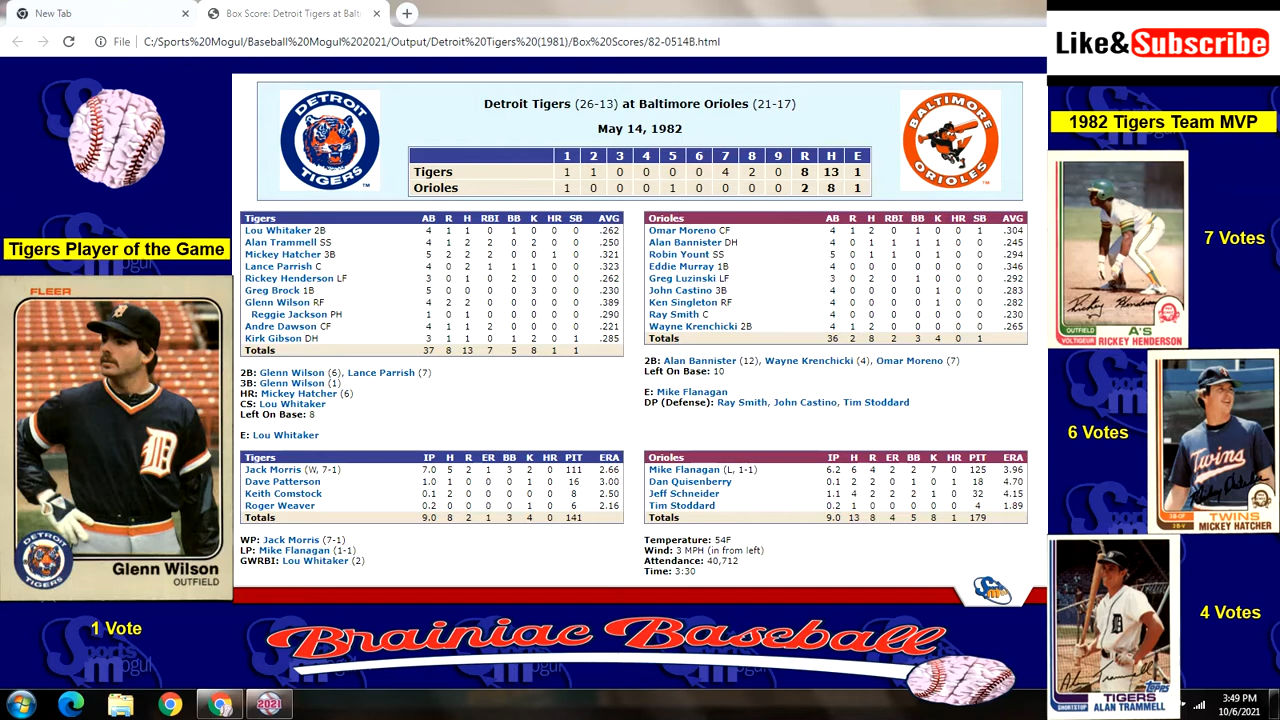 New Tab
Box Score: Detroit Tigers at Balt
File C:/Sports%20Mogul/Baseball%20Mogul%202021/Output/Detroit%20Tigers%20(1981)/Box%20Scores/82-0514B.html
Like& Subscribe
DETROIT TIGERS
Detroit Tigers (26-13) at Baltimore Orioles (21-17)
May 14, 1982
BALTIMORE ORIOLES
1 2 3 4 5 6 7 8 9 R H E
Tigers 1 1 0 0 0 0 4 2 0 8 13 1
Orioles 1 0 0 0 1 0 0 0 0 2 8 1
Tigers AB R H RBI BB K HR SB AVG
Lou Whitaker 2B 4 1 1 0 1 0 0 0 .262
Alan Trammell SS 4 1 2 2 0 2 0 0 .250
Mickey Hatcher 3B 5 2 2 2 0 0 1 0 .321
Lance Parrish C 4 0 2 1 1 1 0 0 .323
Rickey Henderson LF 3 0 1 0 2 2 0 0 .262
Greg Brock 1B 5 0 0 0 0 2 0 0 .230
Glenn Wilson RF 4 2 2 1 0 0 0 0 .389
Reggie Jackson PH 1 0 0 0 0 0 0 0 .290
Andre Dawson CF 4 1 1 2 0 0 0 0 .221
Kirk Gibson DH 3 1 1 0 1 1 0 1 .285
Totals 37 8 13 7 5 8 1 1
Orioles AB R H RBI BB K HR SB AVG
Omar Moreno CF 4 1 2 0 1 0 0 1 .304
Alan Bannister DH 4 0 1 1 1 1 0 0 .245
Robin Yount SS 5 0 1 1 0 1 0 0 .294
Eddie Murray 1B 4 0 0 0 0 0 0 0 .346
Greg Luzinski LF 3 0 2 0 1 0 0 0 .292
John Castino 3B 4 0 0 0 0 1 0 0 .283
Ken Singleton RF 4 0 0 0 0 1 0 0 .282
Ray Smith C 4 0 0 0 0 0 0 0 .230
Wayne Krenchicki 2B 4 1 2 0 0 0 0 0 .265
Totals 36 2 8 2 3 4 0 1
2B: Glenn Wilson (6), Lance Parrish (7)
3B: Glenn Wilson (1)
HR: Mickey Hatcher (6)
CS: Lou Whitaker
Left On Base: 8
E: Lou Whitaker
2B: Alan Bannister (12), Wayne Krenchicki (4), Omar Moreno (7)
Left On Base: 10
E: Mike Flanagan
DP (Defense): Ray Smith, John Castino, Tim Stoddard
Tigers IP H R ER BB K HR PIT ERA
Jack Morris (W, 7-1) 7.0 5 2 1 3 2 0 111 2.66
Dave Patterson 1.0 1 0 0 0 1 0 16 3.00
Keith Comstock 0.1 2 0 0 0 0 0 8 2.50
Roger Weaver 0.2 0 0 0 0 1 0 6 2.16
Totals 9.0 8 2 1 3 4 0 141
Orioles IP H R ER BB K HR PIT ERA
Mike Flanagan (L, 1-1) 6.2 6 4 2 2 7 0 125 3.96
Dan Quisenberry 0.1 2 2 0 1 0 1 18 4.70
Jeff Schneider 1.1 4 2 2 2 1 0 32 4.15
Tim Stoddard 0.2 1 0 0 0 0 0 4 1.89
Totals 9.0 13 8 4 5 8 1 179
WP: Jack Morris (7-1)
LP: Mike Flanagan (1-1)
GWRBI: Lou Whitaker (2)
Temperature: 54F
Wind: 3 MPH (in from left)
Attendance: 40,712
Time: 3:30
Tigers Player of the Game
FLEER
DETROIT TIGERS
Glenn Wilson
OUTFIELD
1 Vote
Brainiac Baseball
1982 Tigers Team MVP
Rickey Henderson
OUTFIELD
VOLTIGEUR
A'S
RICKEY HENDERSON
7 Votes
6 Votes
Twins
3B-OF
3B-V
TWINS
MICKEY HATCHER
4 Votes
Alan Trammell
Topps
TIGERS
SHORTSTOP
ALAN TRAMMELL
Sports Mogul
2021
3:49 PM
10/6/2021